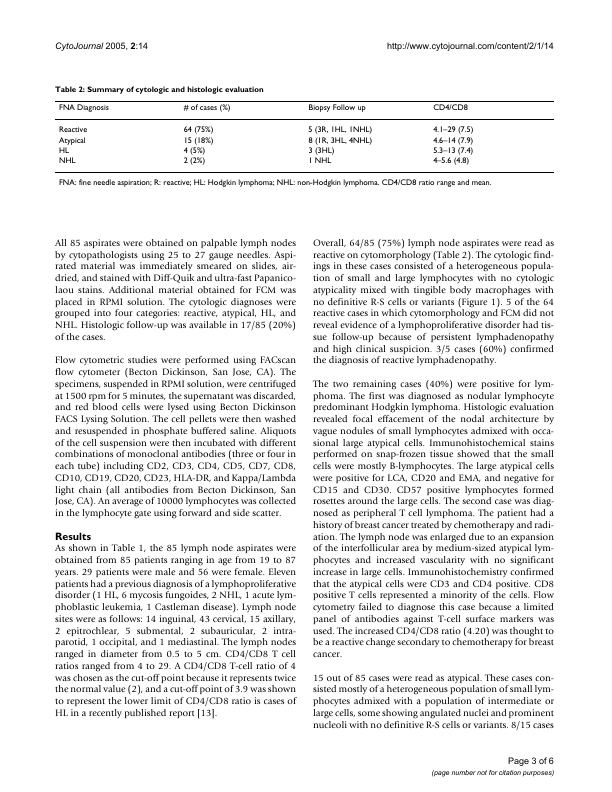 CytoJournal 2005, 2:14
http://www.cytojournal.com/content/2/1/14
Table 2: Summary of cytologic and histologic evaluation
FNA Diagnosis # of cases (%) Biopsy Follow up CD4/CD8
Reactive 64 (75%) 5 (3R, 1HL, 1NHL) 4.1–29 (7.5)
Atypical 15 (18%) 8 (1R, 3HL, 4NHL) 4.6–14 (7.9)
HL 4 (5%) 3 (3HL) 5.3–13 (7.4)
NHL 2 (2%) 1 NHL 4–5.6 (4.8)
FNA: fine needle aspiration; R: reactive; HL: Hodgkin lymphoma; NHL: non-Hodgkin lymphoma. CD4/CD8 ratio range and mean.
All 85 aspirates were obtained on palpable lymph nodes
by cytopathologists using 25 to 27 gauge needles. Aspi-
rated material was immediately smeared on slides, air-
dried, and stained with Diff-Quik and ultra-fast Papanico-
laou stains. Additional material obtained for FCM was
placed in RPMI solution. The cytologic diagnoses were
grouped into four categories: reactive, atypical, HL, and
NHL. Histologic follow-up was available in 17/85 (20%)
of the cases.
Flow cytometric studies were performed using FACscan
flow cytometer (Becton Dickinson, San Jose, CA). The
specimens, suspended in RPMI solution, were centrifuged
at 1500 rpm for 5 minutes, the supernatant was discarded,
and red blood cells were lysed using Becton Dickinson
FACS Lysing Solution. The cell pellets were then washed
and resuspended in phosphate buffered saline. Aliquots
of the cell suspension were then incubated with different
combinations of monoclonal antibodies (three or four in
each tube) including CD2, CD3, CD4, CD5, CD7, CD8,
CD10, CD19, CD20, CD23, HLA-DR, and Kappa/Lambda
light chain (all antibodies from Becton Dickinson, San
Jose, CA). An average of 10000 lymphocytes was collected
in the lymphocyte gate using forward and side scatter.
Results
As shown in Table 1, the 85 lymph node aspirates were
obtained from 85 patients ranging in age from 19 to 87
years. 29 patients were male and 56 were female. Eleven
patients had a previous diagnosis of a lymphoproliferative
disorder (1 HL, 6 mycosis fungoides, 2 NHL, 1 acute lym-
phoblastic leukemia, 1 Castleman disease). Lymph node
sites were as follows: 14 inguinal, 43 cervical, 15 axillary,
2 epitrochlear, 5 submental, 2 subauricular, 2 intra-
parotid, 1 occipital, and 1 mediastinal. The lymph nodes
ranged in diameter from 0.5 to 5 cm. CD4/CD8 T cell
ratios ranged from 4 to 29. A CD4/CD8 T-cell ratio of 4
was chosen as the cut-off point because it represents twice
the normal value (2), and a cut-off point of 3.9 was shown
to represent the lower limit of CD4/CD8 ratio is cases of
HL in a recently published report [13].
Overall, 64/85 (75%) lymph node aspirates were read as
reactive on cytomorphology (Table 2). The cytologic find-
ings in these cases consisted of a heterogeneous popula-
tion of small and large lymphocytes with no cytologic
atypicality mixed with tingible body macrophages with
no definitive R-S cells or variants (Figure 1). 5 of the 64
reactive cases in which cytomorphology and FCM did not
reveal evidence of a lymphoproliferative disorder had tis-
sue follow-up because of persistent lymphadenopathy
and high clinical suspicion. 3/5 cases (60%) confirmed
the diagnosis of reactive lymphadenopathy.
The two remaining cases (40%) were positive for lym-
phoma. The first was diagnosed as nodular lymphocyte
predominant Hodgkin lymphoma. Histologic evaluation
revealed focal effacement of the nodal architecture by
vague nodules of small lymphocytes admixed with occa-
sional large atypical cells. Immunohistochemical stains
performed on snap-frozen tissue showed that the small
cells were mostly B-lymphocytes. The large atypical cells
were positive for LCA, CD20 and EMA, and negative for
CD15 and CD30. CD57 positive lymphocytes formed
rosettes around the large cells. The second case was diag-
nosed as peripheral T cell lymphoma. The patient had a
history of breast cancer treated by chemotherapy and radi-
ation. The lymph node was enlarged due to an expansion
of the interfollicular area by medium-sized atypical lym-
phocytes and increased vascularity with no significant
increase in large cells. Immunohistochemistry confirmed
that the atypical cells were CD3 and CD4 positive. CD8
positive T cells represented a minority of the cells. Flow
cytometry failed to diagnose this case because a limited
panel of antibodies against T-cell surface markers was
used. The increased CD4/CD8 ratio (4.20) was thought to
be a reactive change secondary to chemotherapy for breast
cancer.
15 out of 85 cases were read as atypical. These cases con-
sisted mostly of a heterogeneous population of small lym-
phocytes admixed with a population of intermediate or
large cells, some showing angulated nuclei and prominent
nucleoli with no definitive R-S cells or variants. 8/15 cases
Page 3 of 6
(page number not for citation purposes)